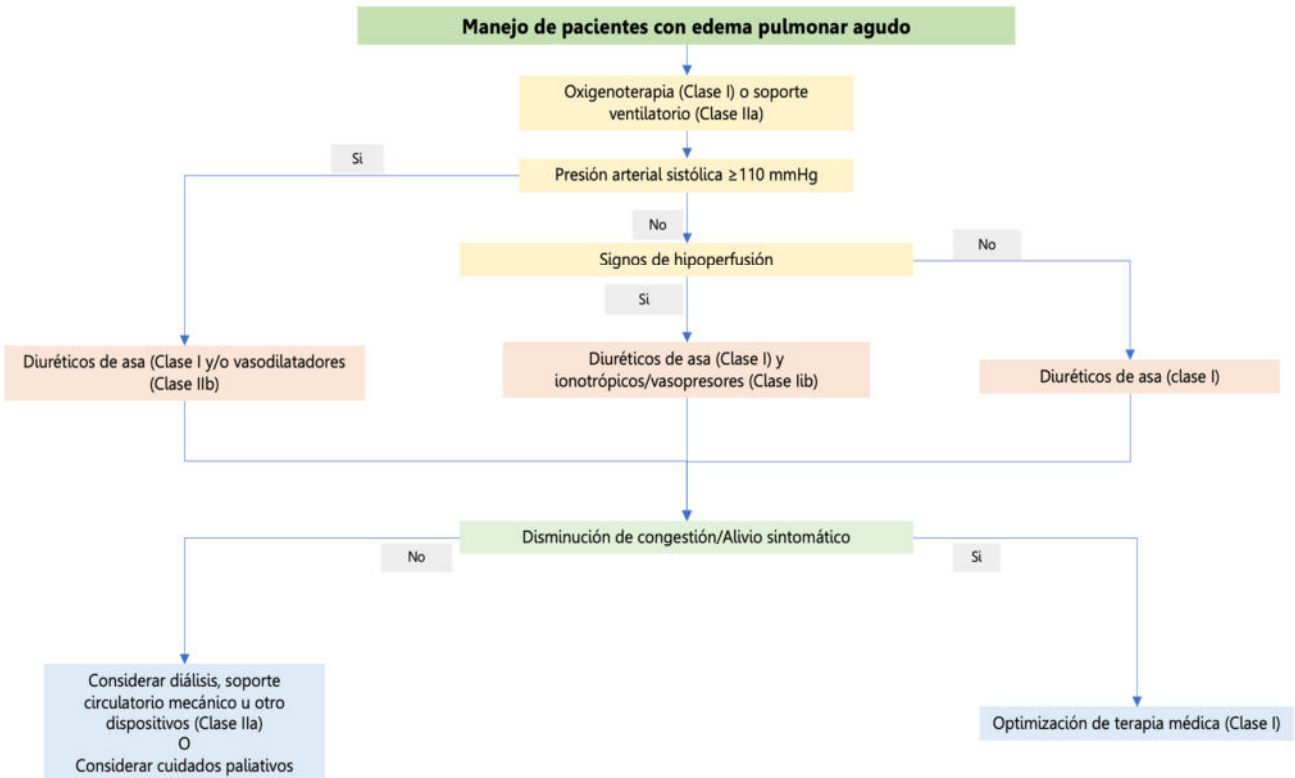 Manejo de pacientes con edema pulmonar agudo
Oxigenoterapia (Clase I) o soporte
ventilatorio (Clase IIa)
Si
Presión arterial sistólica ≥110 mmHg
No
No
Signos de hipoperfusión
Si
Diuréticos de asa (Clase I y/o vasodilatadores
(Clase IIb)
Diuréticos de asa (Clase I) y
ionotrópicos/vasopresores (Clase Iib)
Diuréticos de asa (clase I)
Disminución de congestión/Alivio sintomático
No
Si
Considerar diálisis, soporte
circulatorio mecánico u otro
dispositivos (Clase IIa)
O
Considerar cuidados paliativos
Optimización de terapia médica (Clase I)